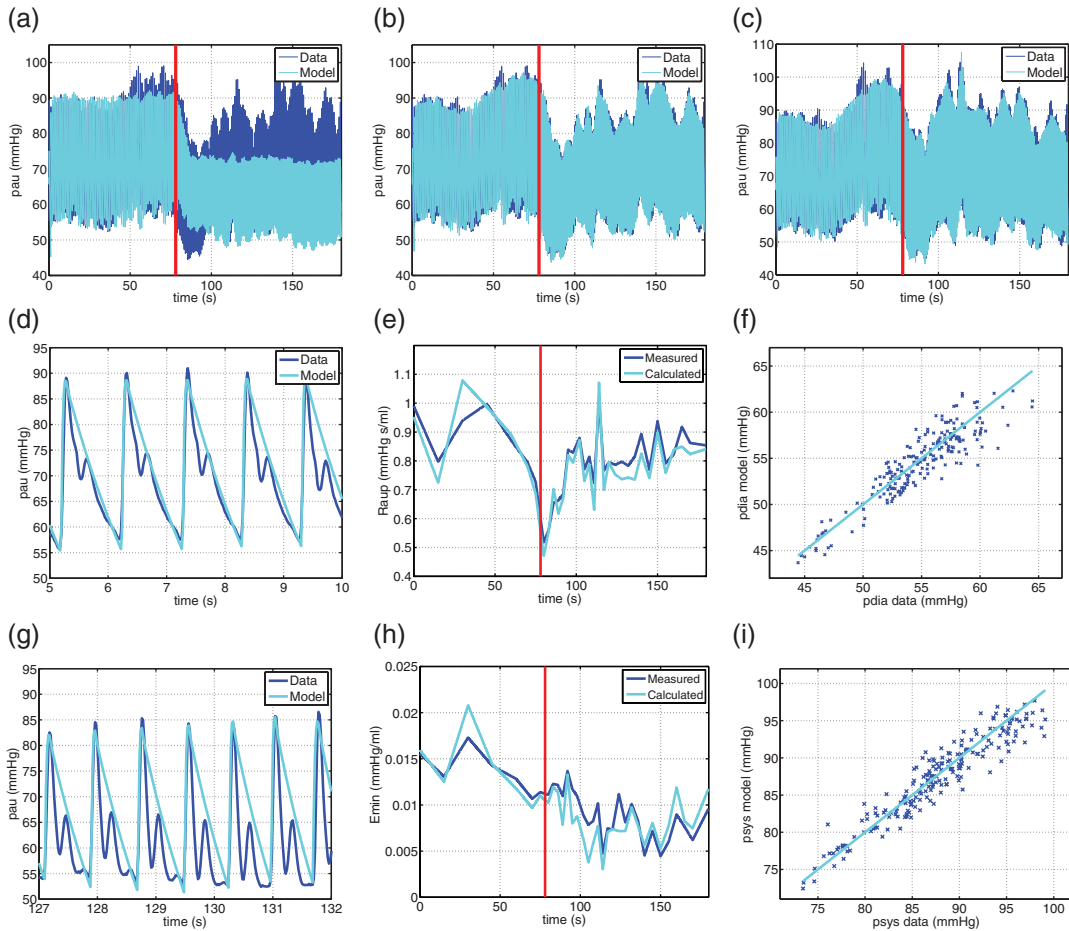 (a)
(b)
(c)
pau (mmHg)
100
90
80
70
60
50
40
0
50
100
150
time (s)
Data
Model
pau (mmHg)
100
90
80
70
60
50
40
0
50
100
150
time (s)
Data
Model
pau (mmHg)
110
100
90
80
70
60
50
40
0
50
100
150
time (s)
Data
Model
(d)
(e)
(f)
pau (mmHg)
95
90
85
80
75
70
65
60
55
50
5
6
7
8
9
10
time (s)
Data
Model
Raup (mmHg s/ml)
1.1
1
0.9
0.8
0.7
0.6
0.5
0.4
0
50
100
150
time (s)
Measured
Calculated
pdia model (mmHg)
65
60
55
50
45
45
50
55
60
65
pdia data (mmHg)
(g)
(h)
(i)
pau (mmHg)
95
90
85
80
75
70
65
60
55
50
127
128
129
130
131
132
time (s)
Data
Model
Emin (mmHg/ml)
0.025
0.02
0.015
0.01
0.005
0
0
50
100
150
time (s)
Measured
Calculated
psys model (mmHg)
100
95
90
85
80
75
75
80
85
90
95
100
psys data (mmHg)